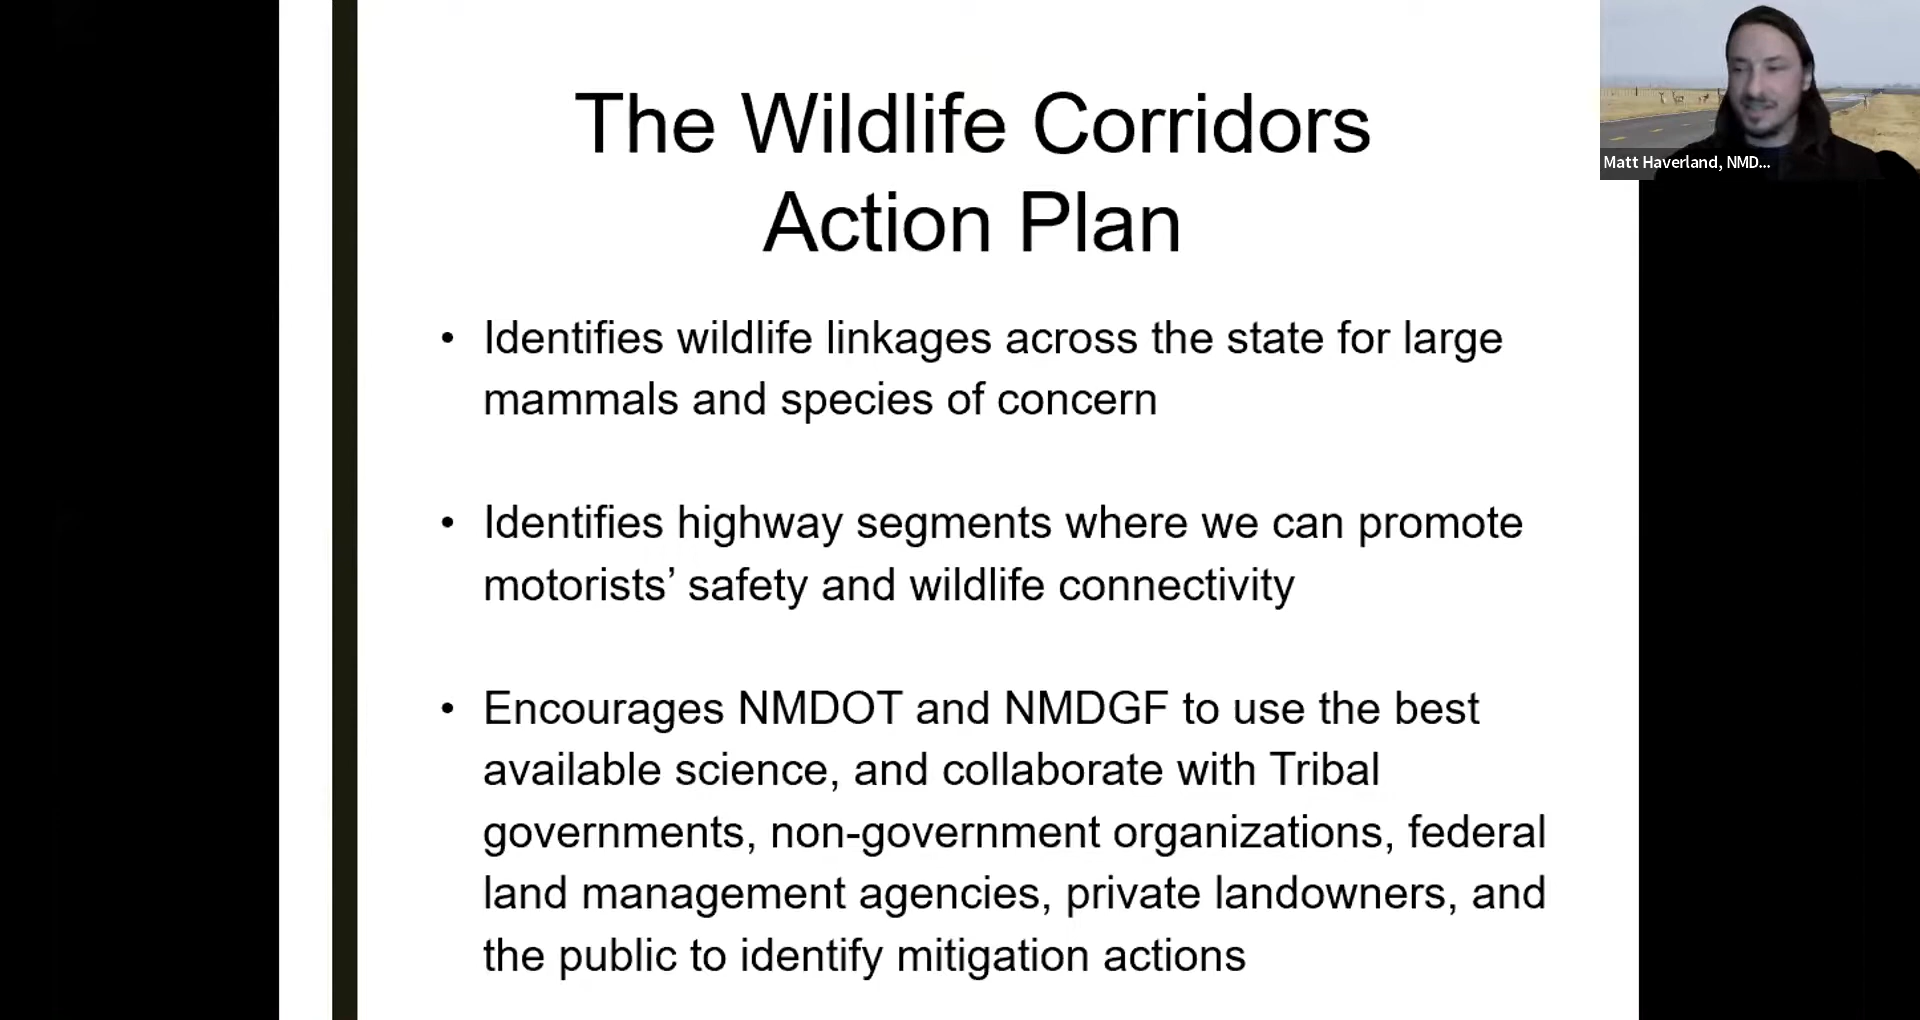 The Wildlife Corridors
Action Plan
• Identifies wildlife linkages across the state for large
mammals and species of concern
• Identifies highway segments where we can promote
motorists’ safety and wildlife connectivity
• Encourages NMDOT and NMDGF to use the best
available science, and collaborate with Tribal
governments, non-government organizations, federal
land management agencies, private landowners, and
the public to identify mitigation actions
Matt Haverland, NMD...